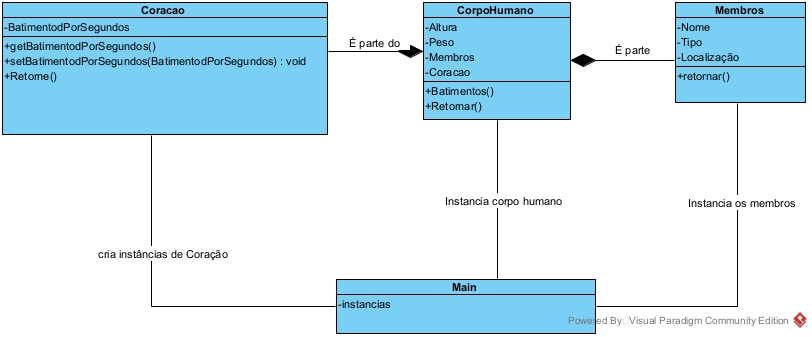 Coracao
-BatimentodPorSegundos
+getBatimentodPorSegundos()
+setBatimentodPorSegundos(BatimentodPorSegundos) : void
+Retorne()
É parte do
CorpoHumano
-Altura
-Peso
-Membros
-Coracao
+Batimentos()
+Retornar()
É parte
Membros
-Nome
-Tipo
-Localização
+retornar()
cria instâncias de Coração
Instancia corpo humano
Instancia os membros
Main
-instancias
Powered By Visual Paradigm Community Edition